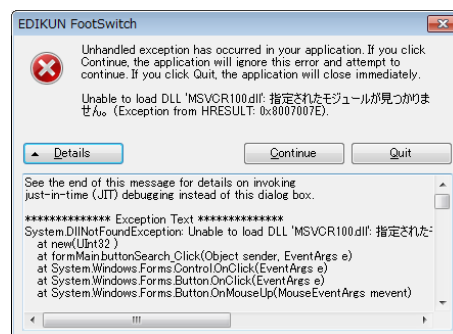 EDIKUN FootSwitch
Unhandled exception has occurred in your application. If you click
Continue, the application will ignore this error and attempt to
continue. If you click Quit, the application will close immediately.
Unable to load DLL 'MSVCR100.dll': 指定されたモジュールが見つかりま
せん。 (Exception from HRESULT: 0x8007007E).
Details
Continue
Quit
See the end of this message for details on invoking
just-in-time (JIT) debugging instead of this dialog box.
************** Exception Text **************
System.DllNotFoundException: Unable to load DLL 'MSVCR100.dll': 指定された
at new(UInt32 )
at formMain.buttonSearch_Click(Object sender, EventArgs e)
at System.Windows.Forms.Control.OnClick(EventArgs e)
at System.Windows.Forms.Button.OnClick(EventArgs e)
at System.Windows.Forms.Button.OnMouseUp(MouseEventArgs mevent)